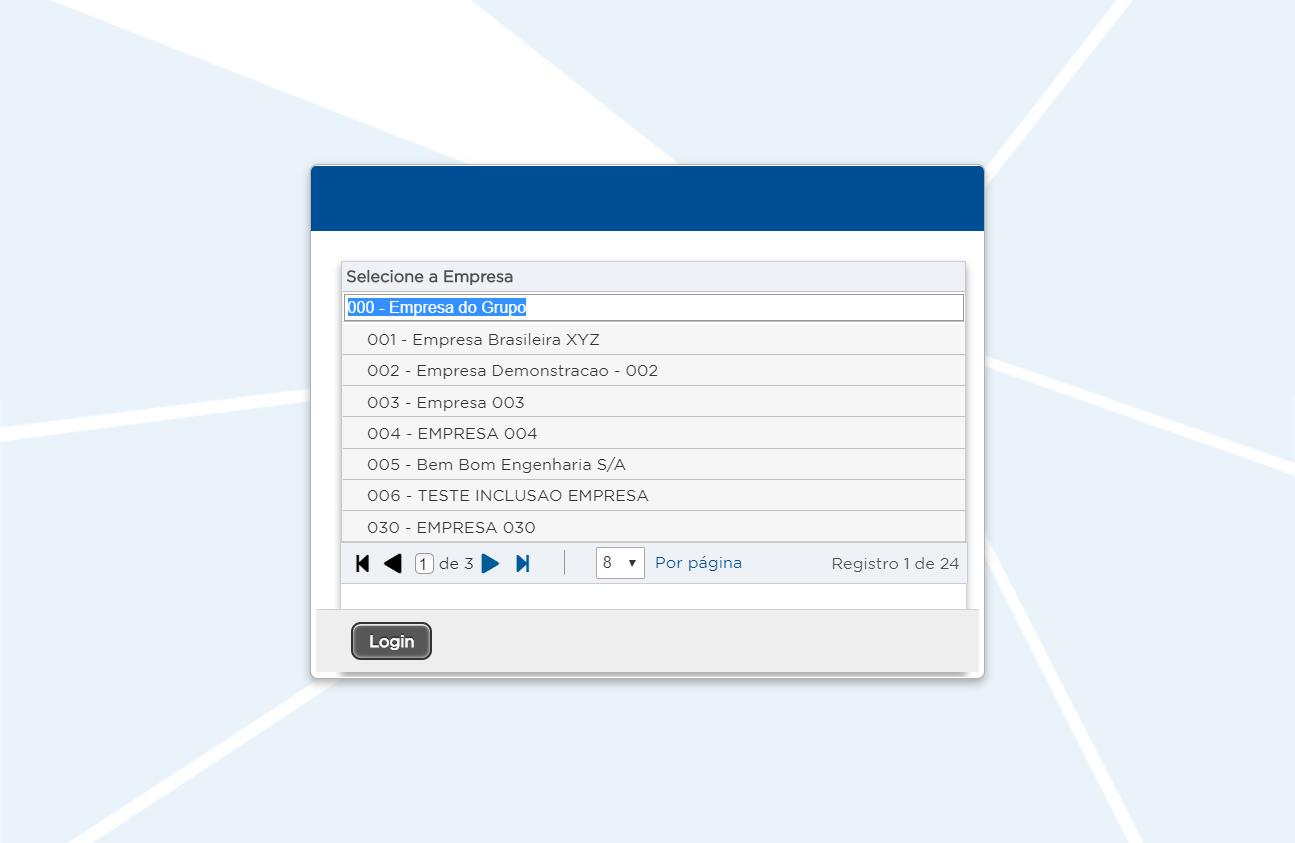 Selecione a Empresa
000 - Empresa do Grupo
001 - Empresa Brasileira XYZ
002 - Empresa Demonstracao - 002
003 - Empresa 003
004 - EMPRESA 004
005 - Bem Bom Engenharia S/A
006 - TESTE INCLUSAO EMPRESA
030 - EMPRESA 030
1 de 3 8 Por página Registro 1 de 24
Login